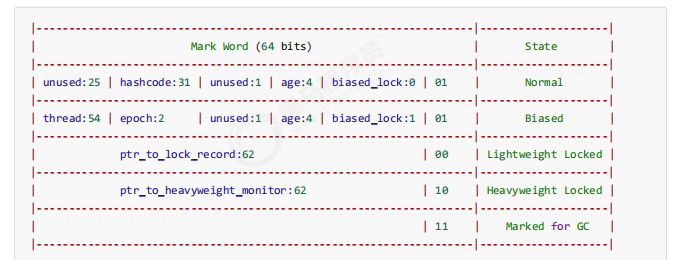 |--------------------------------------------------------------------|--------------------|
| Mark Word (64 bits) | State |
|--------------------------------------------------------------------|--------------------|
| unused:25 | hashcode:31 | unused:1 | age:4 | biased_lock:0 | 01 | Normal |
|--------------------------------------------------------------------|--------------------|
| thread:54 | epoch:2 | unused:1 | age:4 | biased_lock:1 | 01 | Biased |
|--------------------------------------------------------------------|--------------------|
| ptr_to_lock_record:62 | 00 | Lightweight Locked |
|--------------------------------------------------------------------|--------------------|
| ptr_to_heavyweight_monitor:62 | 10 | Heavyweight Locked |
|--------------------------------------------------------------------|--------------------|
| | 11 | Marked for GC |
|--------------------------------------------------------------------|--------------------|